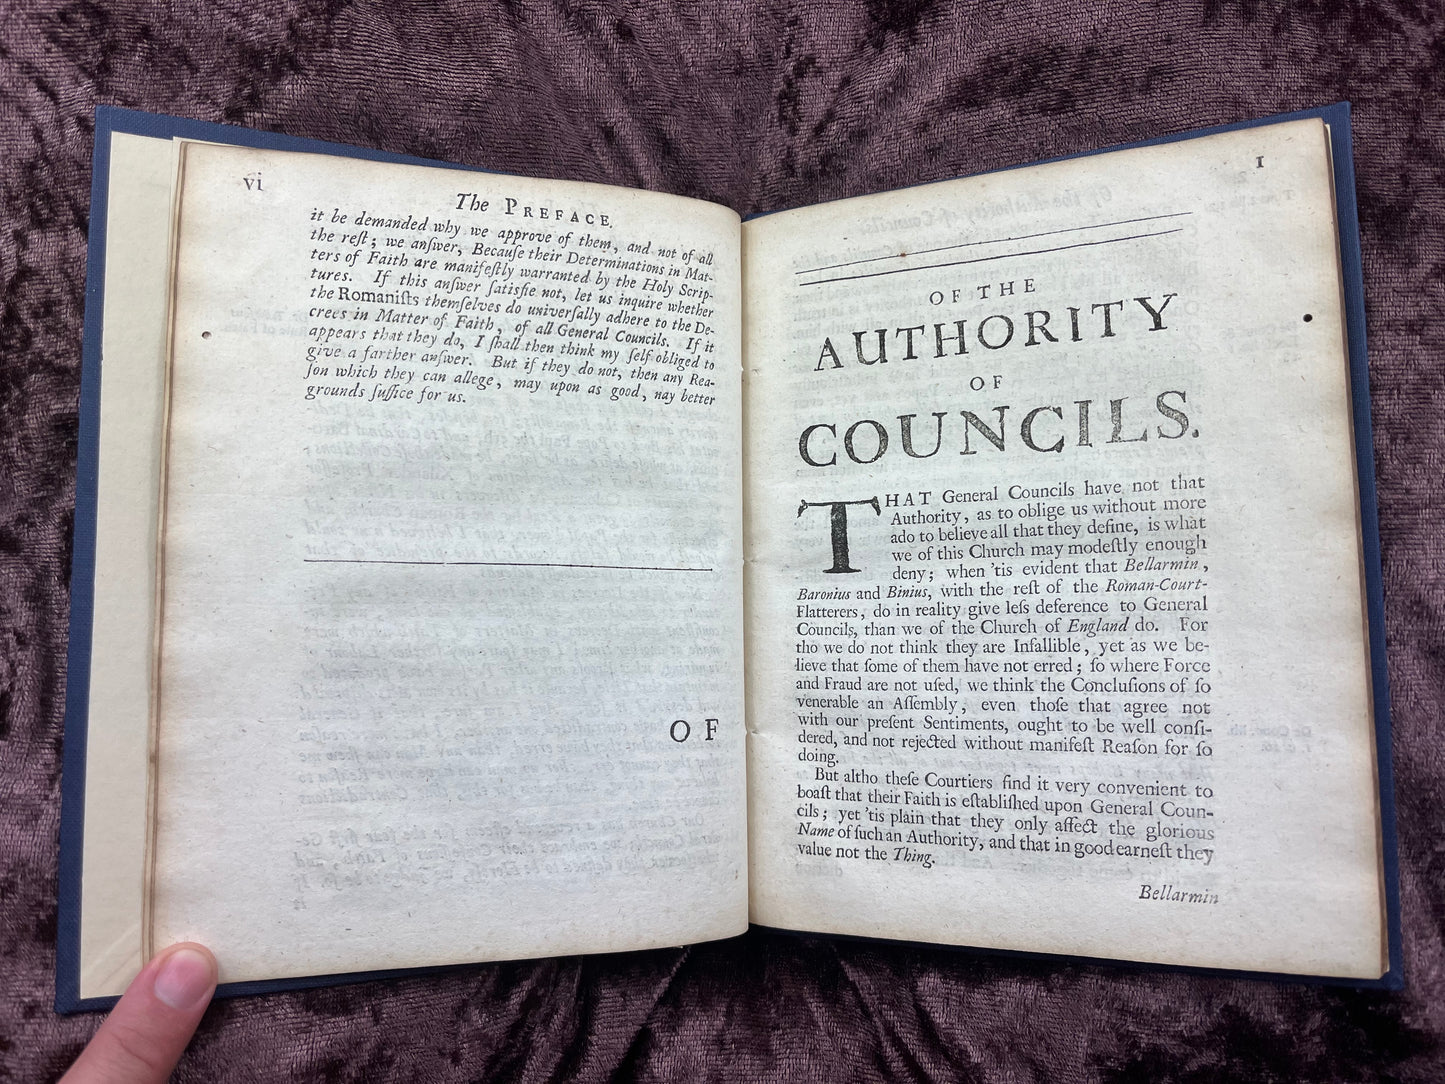 vi
The PREFACE.
it be demanded why we approve of them, and not of all
the reſt; we anſwer, Becauſe their Determinations in Mat-
ters of Faith are manifeſtly warranted by the Holy Scrip-
tures. If this anſwer ſatisfie not, let us inquire whether
the Romaniſts themſelves do univerſally adhere to the De-
crees in Matter of Faith, of all General Councils. If it
appears that they do, I ſhall then think my ſelf obliged to
give a farther anſwer. But if they do not, then any Rea-
ſon which they can allege, may upon as good, nay better
grounds ſuffice for us.
OF
1
OF THE
AUTHORITY
OF
COUNCILS.
THAT General Councils have not that
Authority, as to oblige us without more
ado to believe all that they define, is what
we of this Church may modeſtly enough
deny; when 'tis evident that Bellarmin,
Baronius and Binius, with the reſt of the Roman-Court-
Flatterers, do in reality give leſs deference to General
Councils, than we of the Church of England do. For
tho we do not think they are Infallible, yet as we be-
lieve that ſome of them have not erred; ſo where Force
and Fraud are not uſed, we think the Concluſions of ſo
venerable an Aſſembly, even thoſe that agree not
with our preſent Sentiments, ought to be well conſi-
dered, and not rejected without manifeſt Reaſon for ſo
doing.
But altho theſe Courtiers find it very convenient to
boaſt that their Faith is eſtabliſhed upon General Coun-
cils; yet 'tis plain that they only affect the glorious
Name of ſuch an Authority, and that in good earneſt they
value not the Thing.
Bellarmin